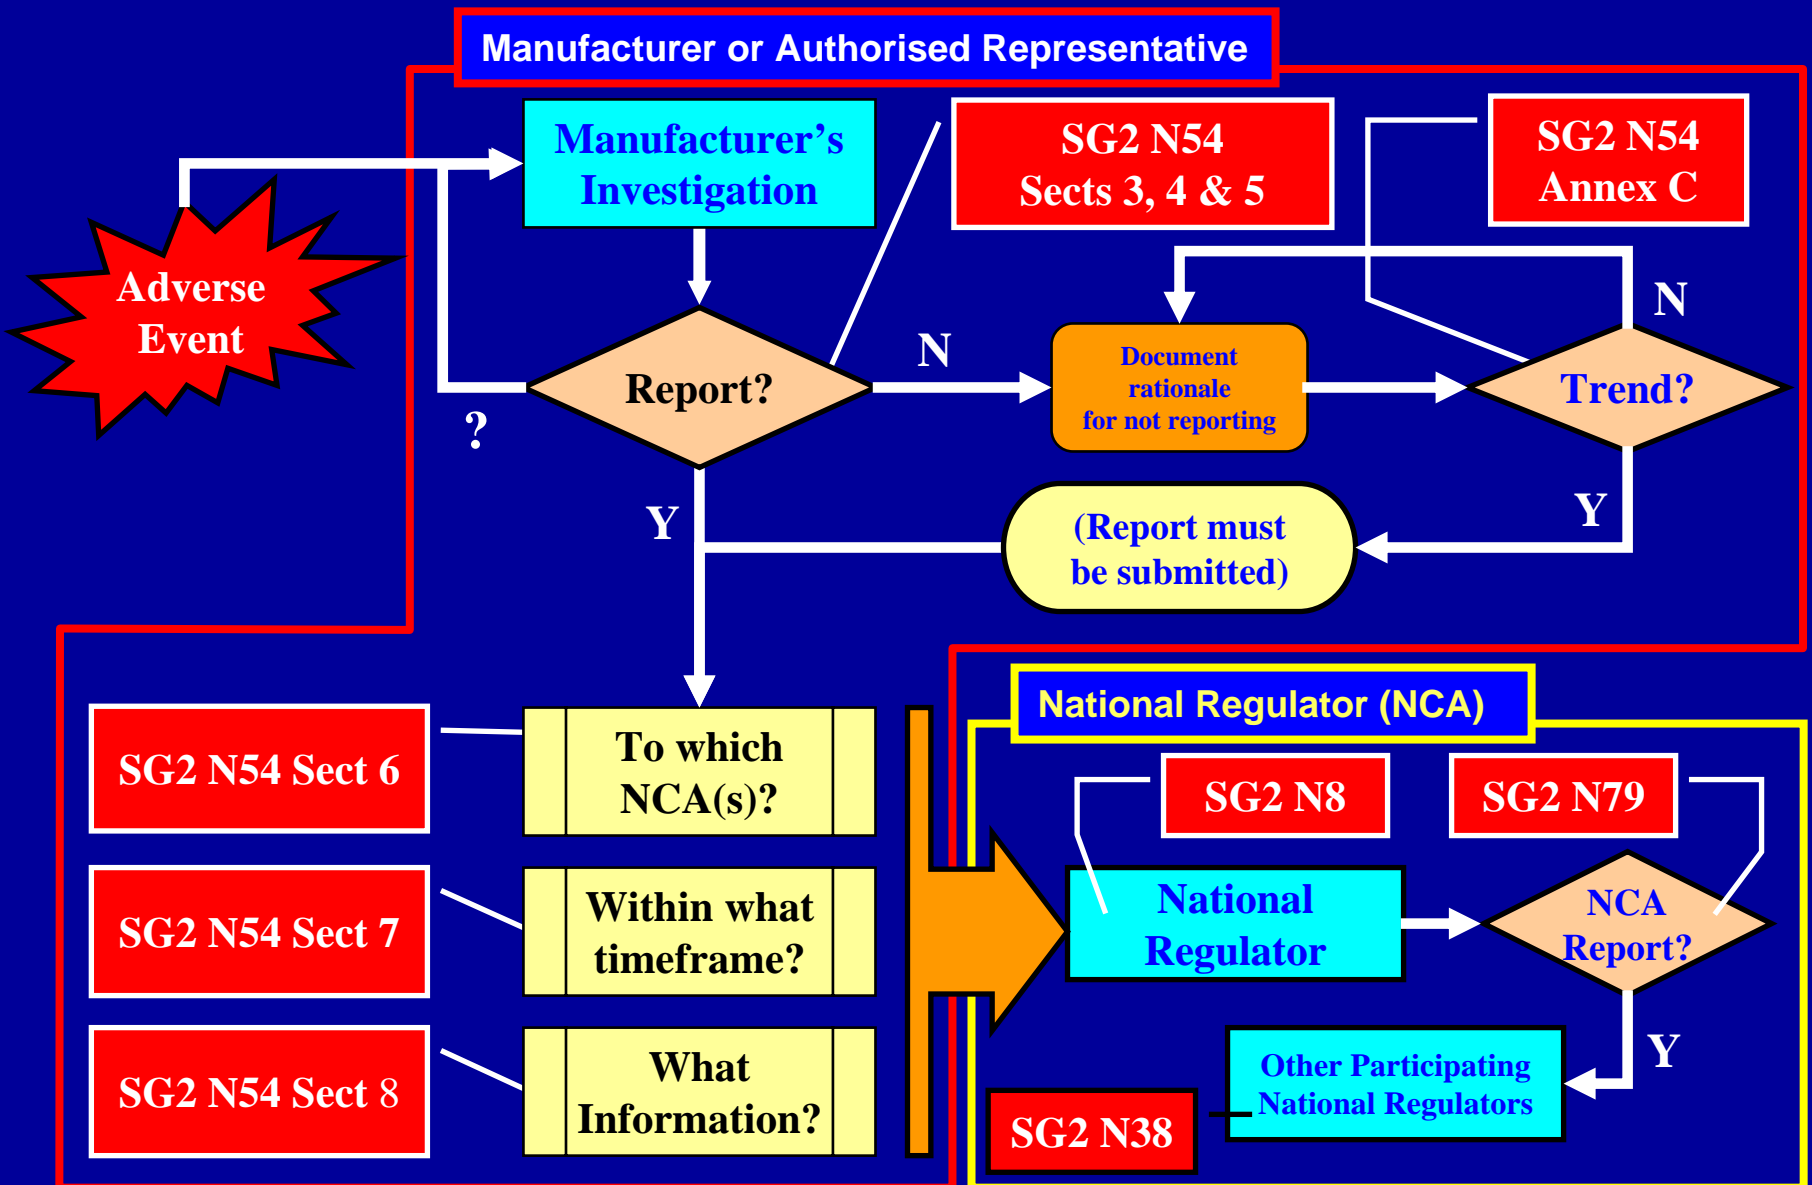 Manufacturer or Authorised Representative
Manufacturer's
Investigation
SG2 N54
Sects 3, 4 & 5
SG2 N54
Annex C
Adverse
Event
Report?
?
N
Document
rationale
for not reporting
Trend?
N
Y
Y
(Report must
be submitted)
SG2 N54 Sect 6
To which
NCA(s)?
SG2 N54 Sect 7
Within what
timeframe?
SG2 N54 Sect 8
What
Information?
National Regulator (NCA)
SG2 N8
SG2 N79
National
Regulator
NCA
Report?
Y
Other Participating
National Regulators
SG2 N38